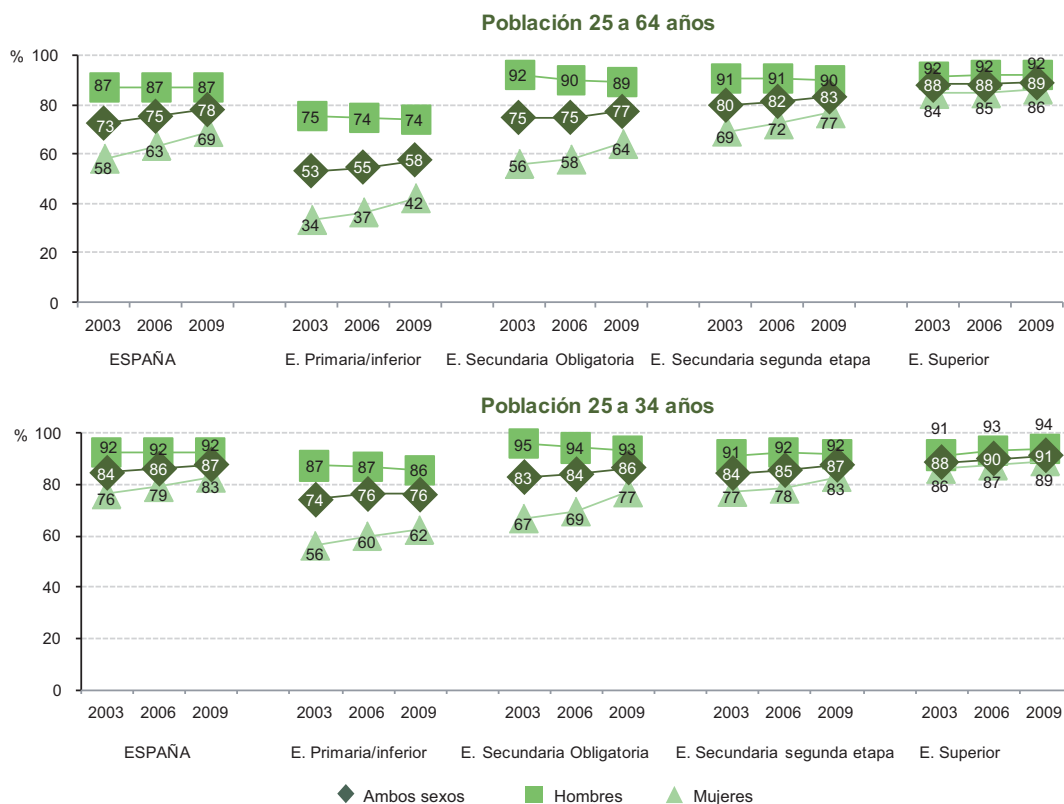 Población 25 a 64 años
%
100
80
60
40
20
0
87 87 87
73 75 78
58 63 69
75 74 74
53 55 58
34 37 42
92 90 89
75 75 77
56 58 64
91 91 90
80 82 83
69 72 77
92 92 92
88 88 89
84 85 86
2003 2006 2009 2003 2006 2009 2003 2006 2009 2003 2006 2009 2003 2006 2009
ESPAÑA E. Primaria/inferior E. Secundaria Obligatoria E. Secundaria segunda etapa E. Superior
Población 25 a 34 años
%
100
80
60
40
20
0
92 92 92
84 86 87
76 79 83
87 87 86
74 76 76
56 60 62
95 94 93
83 84 86
67 69 77
91 92 92
84 85 87
77 78 83
91 93 94
88 90 91
86 87 89
2003 2006 2009 2003 2006 2009 2003 2006 2009 2003 2006 2009 2003 2006 2009
ESPAÑA E. Primaria/inferior E. Secundaria Obligatoria E. Secundaria segunda etapa E. Superior
Ambos sexos Hombres Mujeres